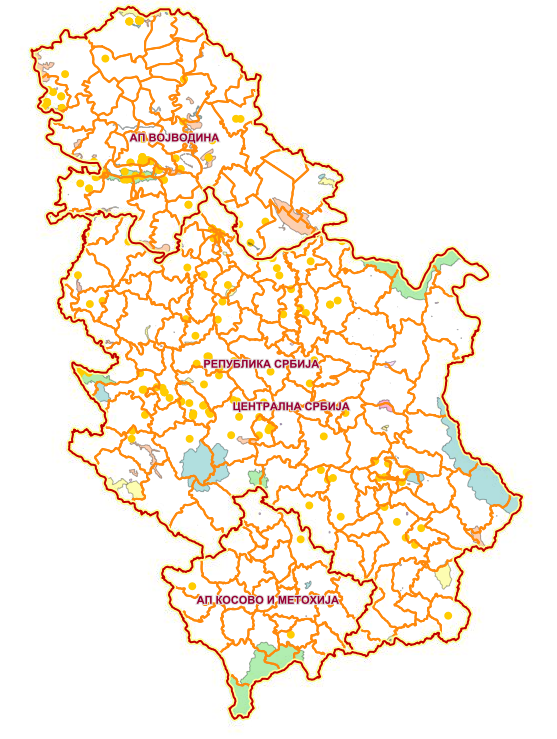 АП ВОЈВОДИНА
РЕПУБЛИКА СРБИЈА
ЦЕНТРАЛНА СРБИЈА
АП КОСОВО И МЕТОХИЈА